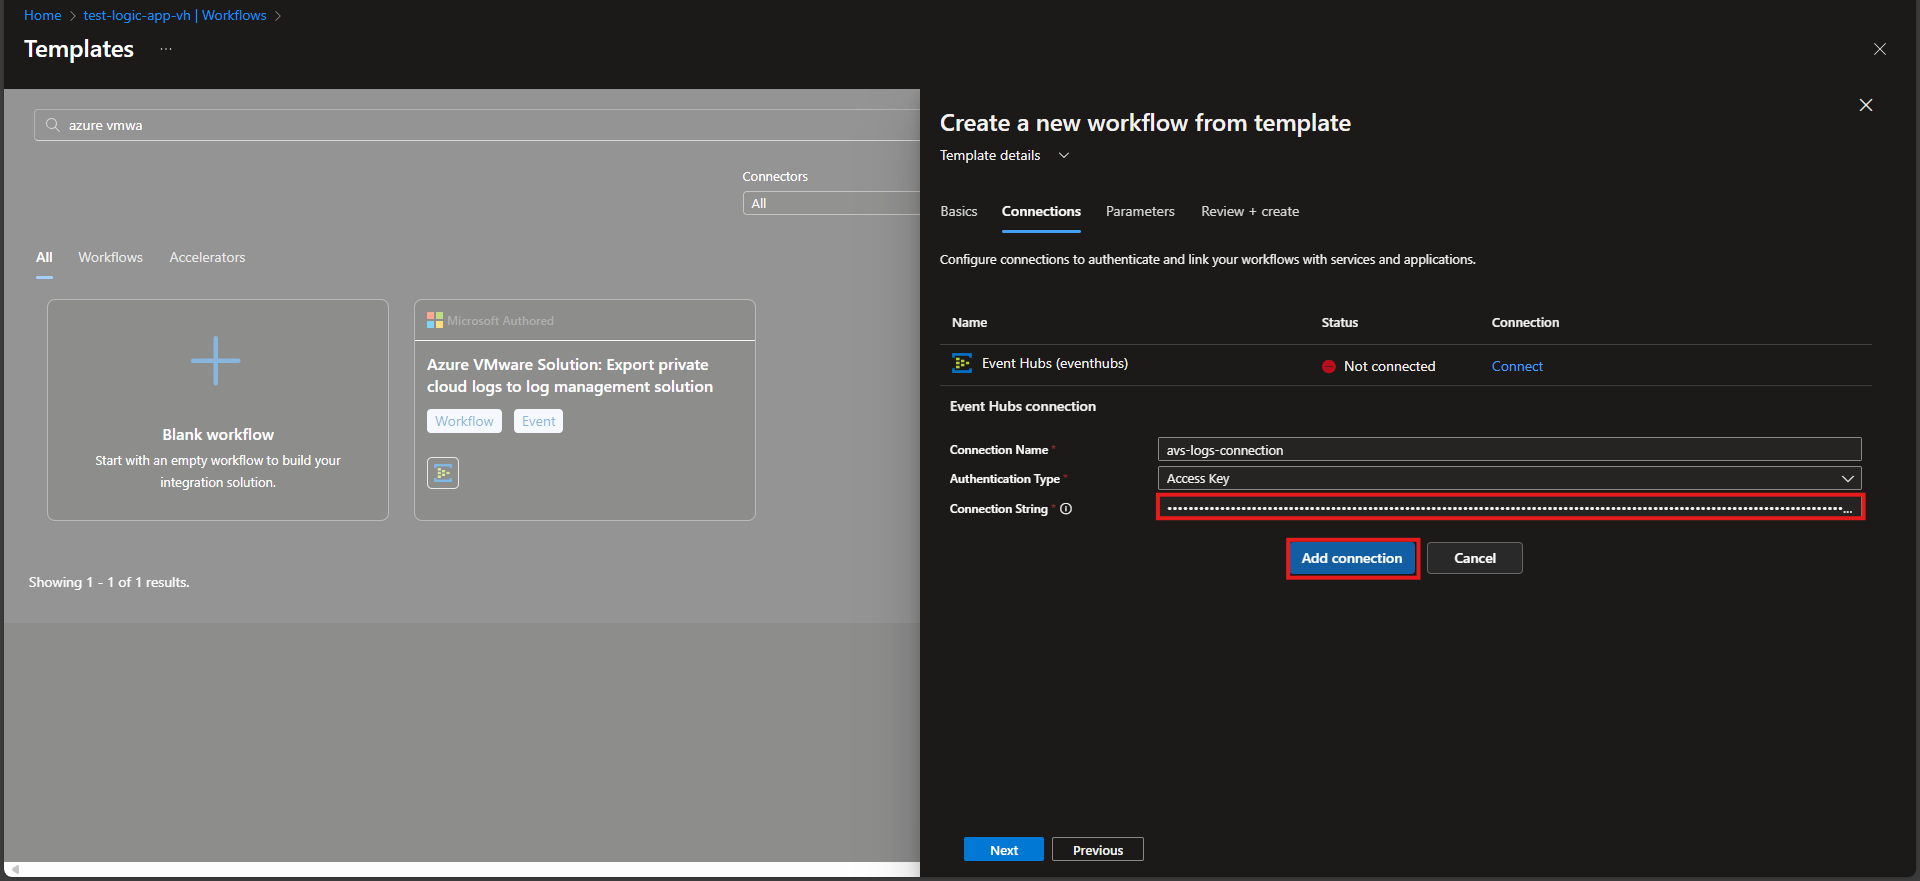 Home > test-logic-app-vh | Workflows >
Templates ...
azure vmwa
Connectors
All
All Workflows Accelerators
Blank workflow
Start with an empty workflow to build your
integration solution.
Microsoft Authored
Azure VMware Solution: Export private
cloud logs to log management solution
Workflow Event
Showing 1 - 1 of 1 results.
Create a new workflow from template
Template details
Basics Connections Parameters Review + create
Configure connections to authenticate and link your workflows with services and applications.
Name Status Connection
Event Hubs (eventhubs) Not connected Connect
Event Hubs connection
Connection Name * avs-logs-connection
Authentication Type * Access Key
Connection String *
Add connection Cancel
Next Previous